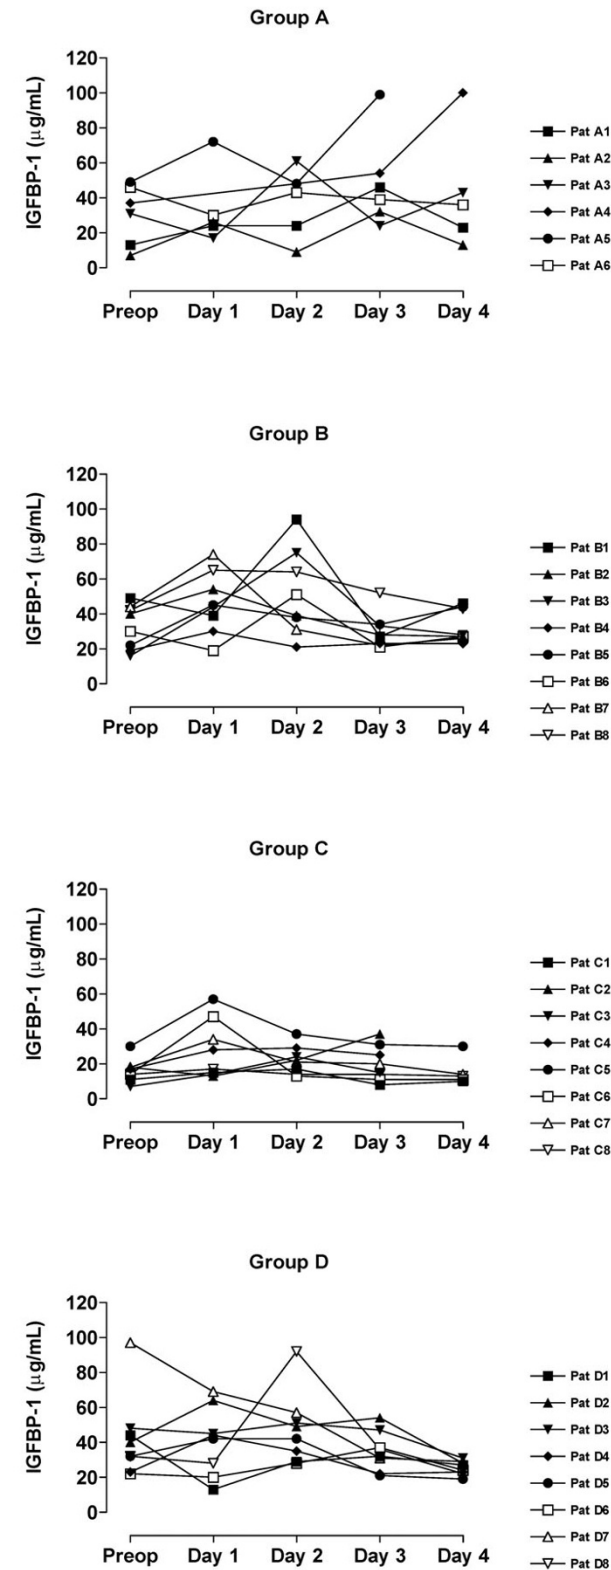 Group A
IGFBP-1 (µg/mL)
120
100
80
60
40
20
0
Preop Day 1 Day 2 Day 3 Day 4
Pat A1
Pat A2
Pat A3
Pat A4
Pat A5
Pat A6
Group B
IGFBP-1 (µg/mL)
120
100
80
60
40
20
0
Preop Day 1 Day 2 Day 3 Day 4
Pat B1
Pat B2
Pat B3
Pat B4
Pat B5
Pat B6
Pat B7
Pat B8
Group C
IGFBP-1 (µg/mL)
120
100
80
60
40
20
0
Preop Day 1 Day 2 Day 3 Day 4
Pat C1
Pat C2
Pat C3
Pat C4
Pat C5
Pat C6
Pat C7
Pat C8
Group D
IGFBP-1 (µg/mL)
120
100
80
60
40
20
0
Preop Day 1 Day 2 Day 3 Day 4
Pat D1
Pat D2
Pat D3
Pat D4
Pat D5
Pat D6
Pat D7
Pat D8